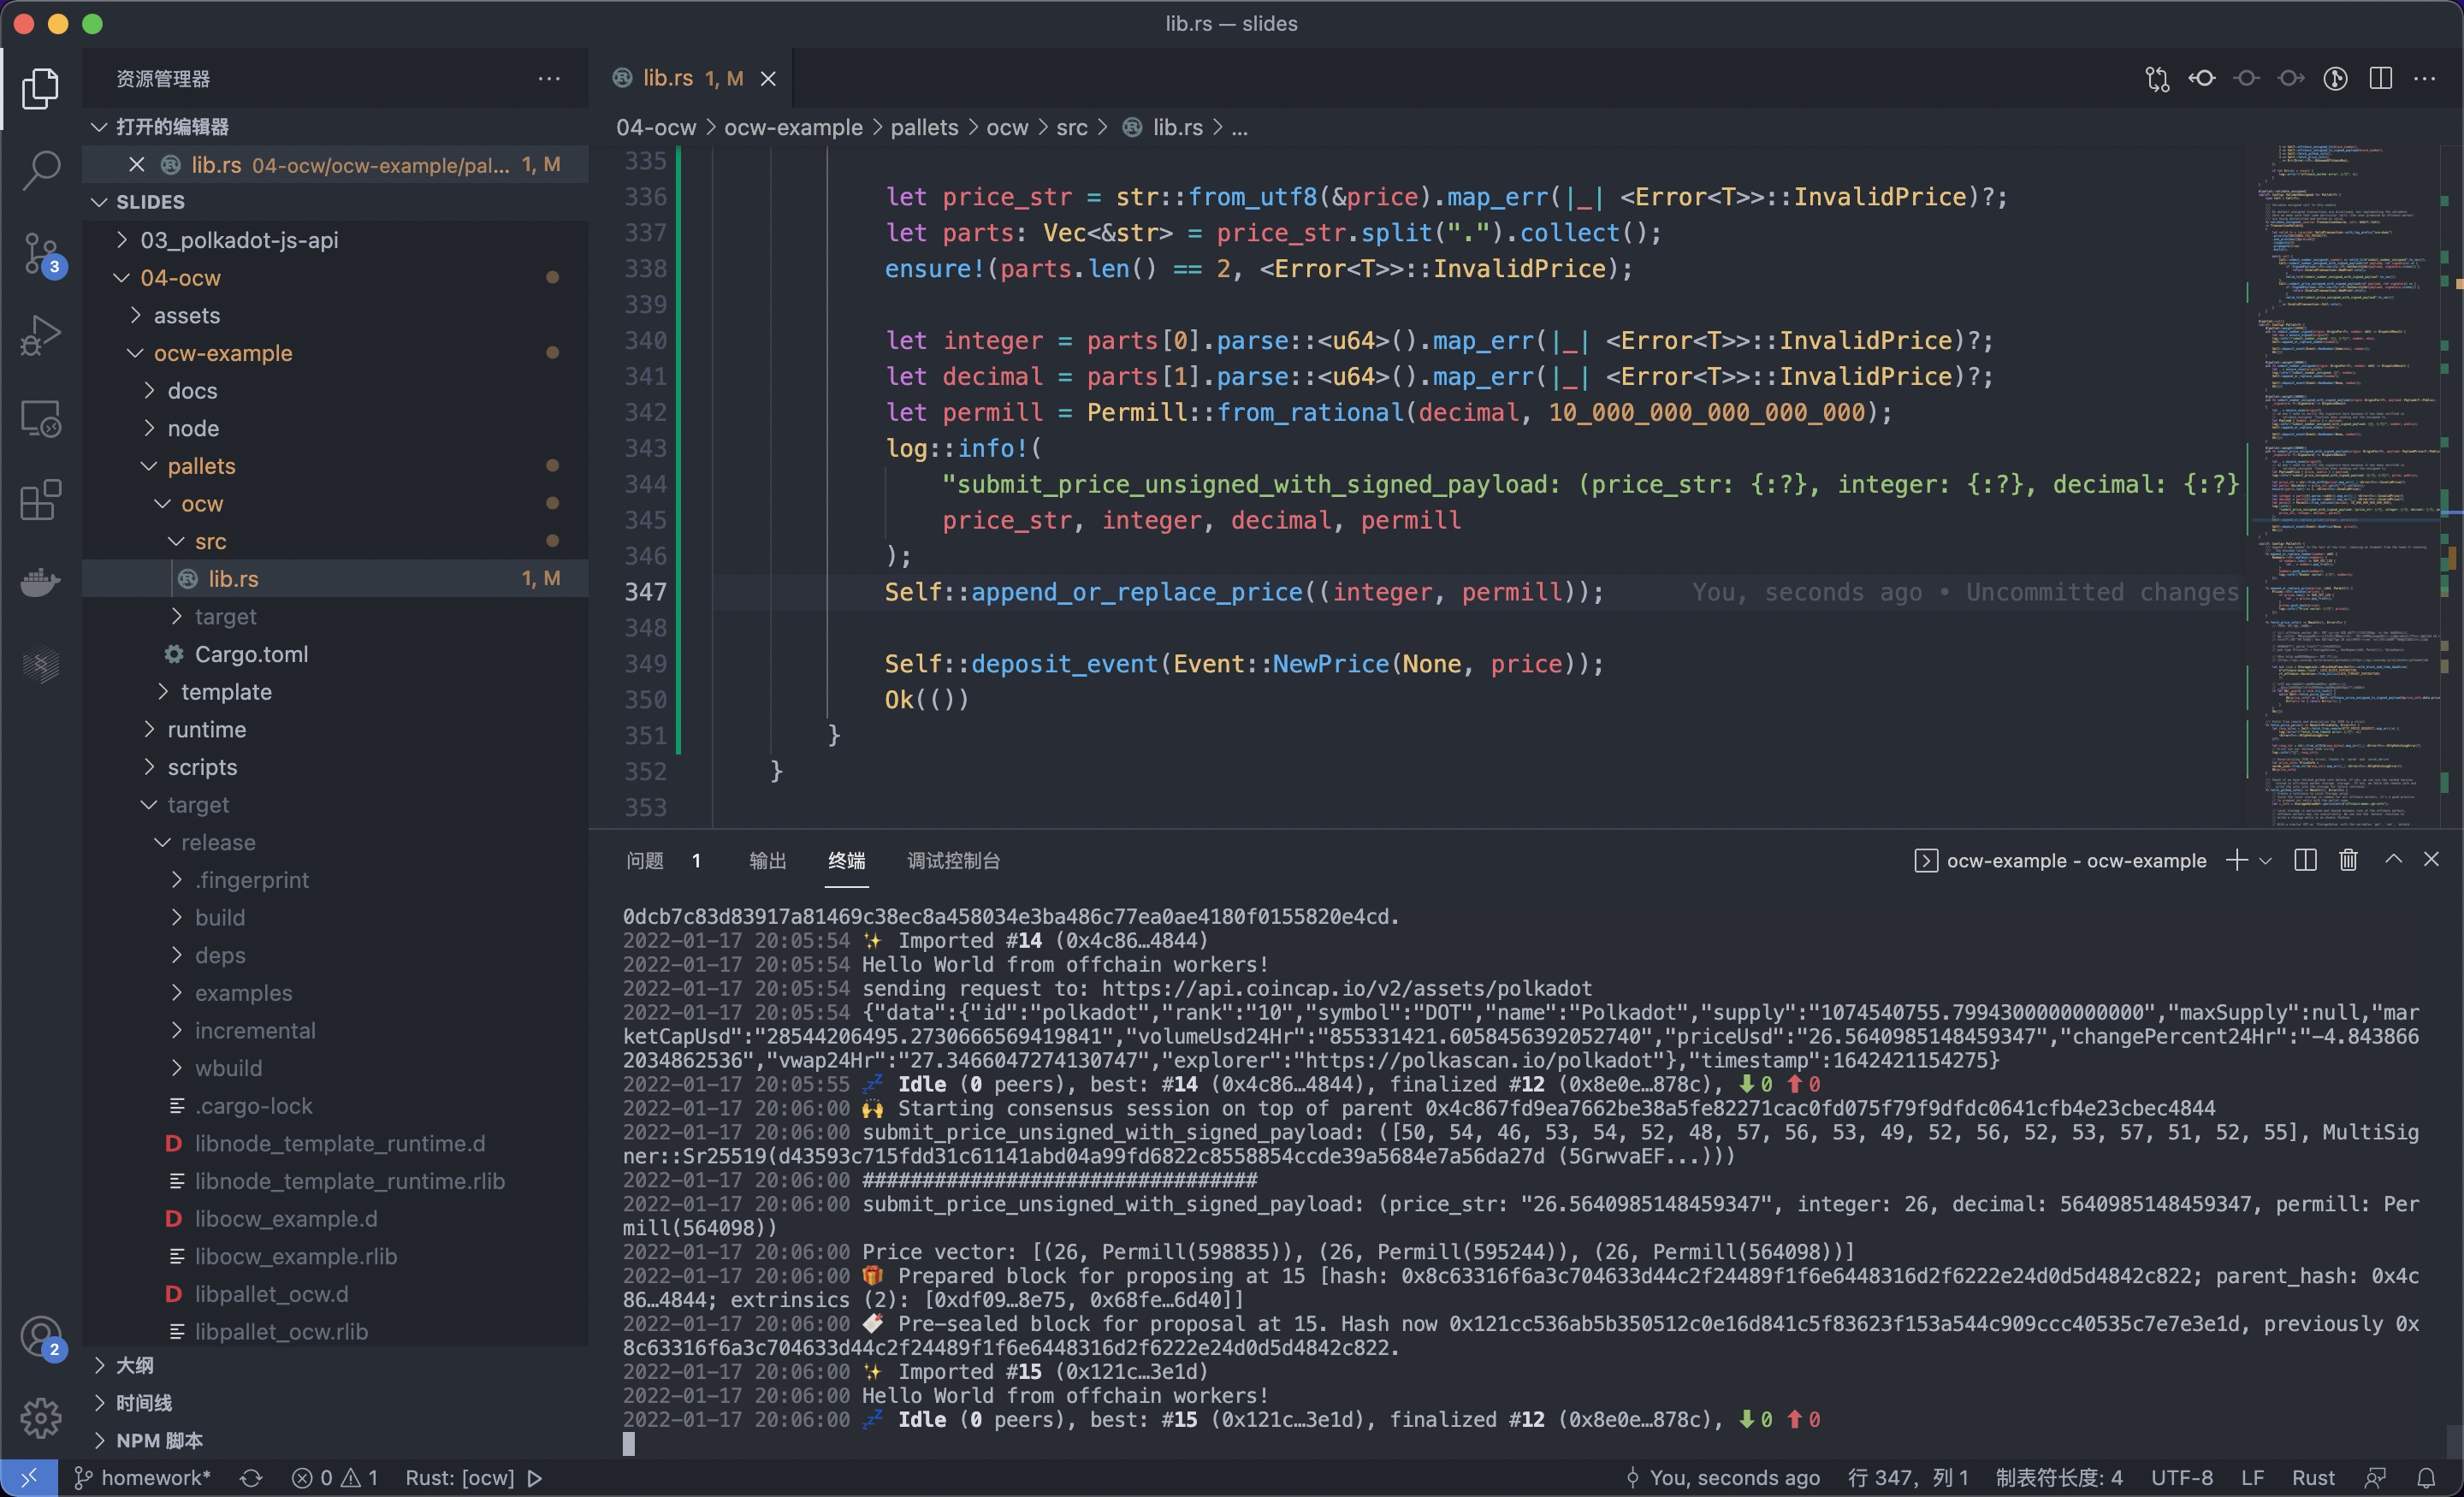 lib.rs — slides
资源管理器
打开的编辑器
lib.rs 04-ocw/ocw-example/pal... 1, M
SLIDES
03_polkadot-js-api
04-ocw
assets
ocw-example
docs
node
pallets
ocw
src
lib.rs 1, M
target
Cargo.toml
template
runtime
scripts
target
release
.fingerprint
build
deps
examples
incremental
wbuild
.cargo-lock
libnode_template_runtime.d
libnode_template_runtime.rlib
libocw_example.d
libocw_example.rlib
libpallet_ocw.d
libpallet_ocw.rlib
大纲
时间线
NPM 脚本
3
2
lib.rs 1, M
04-ocw > ocw-example > pallets > ocw > src > lib.rs > ...
335
336 let price_str = str::from_utf8(&price).map_err(|_| <Error<T>>::InvalidPrice)?;
337 let parts: Vec<&str> = price_str.split(".").collect();
338 ensure!(parts.len() == 2, <Error<T>>::InvalidPrice);
339
340 let integer = parts[0].parse::<u64>().map_err(|_| <Error<T>>::InvalidPrice)?;
341 let decimal = parts[1].parse::<u64>().map_err(|_| <Error<T>>::InvalidPrice)?;
342 let permill = Permill::from_rational(decimal, 10_000_000_000_000_000);
343 log::info!(
344 "submit_price_unsigned_with_signed_payload: (price_str: {:?}, integer: {:?}, decimal: {:?}
345 price_str, integer, decimal, permill
346 );
347 Self::append_or_replace_price((integer, permill)); You, seconds ago • Uncommitted changes
348
349 Self::deposit_event(Event::NewPrice(None, price));
350 Ok(())
351 }
352 }
353
问题 1 输出 终端 调试控制台 ocw-example - ocw-example
0dcb7c83d83917a81469c38ec8a458034e3ba486c77ea0ae4180f0155820e4cd.
2022-01-17 20:05:54 ✨ Imported #14 (0x4c86…4844)
2022-01-17 20:05:54 Hello World from offchain workers!
2022-01-17 20:05:54 sending request to: https://api.coincap.io/v2/assets/polkadot
2022-01-17 20:05:54 {"data":{"id":"polkadot","rank":"10","symbol":"DOT","name":"Polkadot","supply":"1074540755.7994300000000000","maxSupply":null,"mar
ketCapUsd":"28544206495.2730666569419841","volumeUsd24Hr":"855331421.6058456392052740","priceUsd":"26.5640985148459347","changePercent24Hr":"-4.843866
2034862536","vwap24Hr":"27.3466047274130747","explorer":"https://polkascan.io/polkadot"},"timestamp":1642421154275}
2022-01-17 20:05:55 💤 Idle (0 peers), best: #14 (0x4c86…4844), finalized #12 (0x8e0e…878c), ⬇ 0 ⬆ 0
2022-01-17 20:06:00 🙌 Starting consensus session on top of parent 0x4c867fd9ea7662be38a5fe82271cac0fd075f79f9dfdc0641cfb4e23cbec4844
2022-01-17 20:06:00 submit_price_unsigned_with_signed_payload: ([50, 54, 46, 53, 54, 52, 48, 57, 56, 53, 49, 52, 56, 52, 53, 57, 51, 52, 55], MultiSig
ner::Sr25519(d43593c715fdd31c61141abd04a99fd6822c8558854ccde39a5684e7a56da27d (5GrwvaEF...)))
2022-01-17 20:06:00 #################################
2022-01-17 20:06:00 submit_price_unsigned_with_signed_payload: (price_str: "26.5640985148459347", integer: 26, decimal: 5640985148459347, permill: Per
mill(564098))
2022-01-17 20:06:00 Price vector: [(26, Permill(598835)), (26, Permill(595244)), (26, Permill(564098))]
2022-01-17 20:06:00 🎁 Prepared block for proposing at 15 [hash: 0x8c63316f6a3c704633d44c2f24489f1f6e6448316d2f6222e24d0d5d4842c822; parent_hash: 0x4c
86…4844; extrinsics (2): [0xdf09…8e75, 0x68fe…6d40]]
2022-01-17 20:06:00 🔖 Pre-sealed block for proposal at 15. Hash now 0x121cc536ab5b350512c0e16d841c5f83623f153a544c909ccc40535c7e7e3e1d, previously 0x
8c63316f6a3c704633d44c2f24489f1f6e6448316d2f6222e24d0d5d4842c822.
2022-01-17 20:06:00 ✨ Imported #15 (0x121c…3e1d)
2022-01-17 20:06:00 Hello World from offchain workers!
2022-01-17 20:06:00 💤 Idle (0 peers), best: #15 (0x121c…3e1d), finalized #12 (0x8e0e…878c), ⬇ 0 ⬆ 0
homework* 0 1 Rust: [ocw] You, seconds ago 行 347，列 1 制表符长度: 4 UTF-8 LF Rust